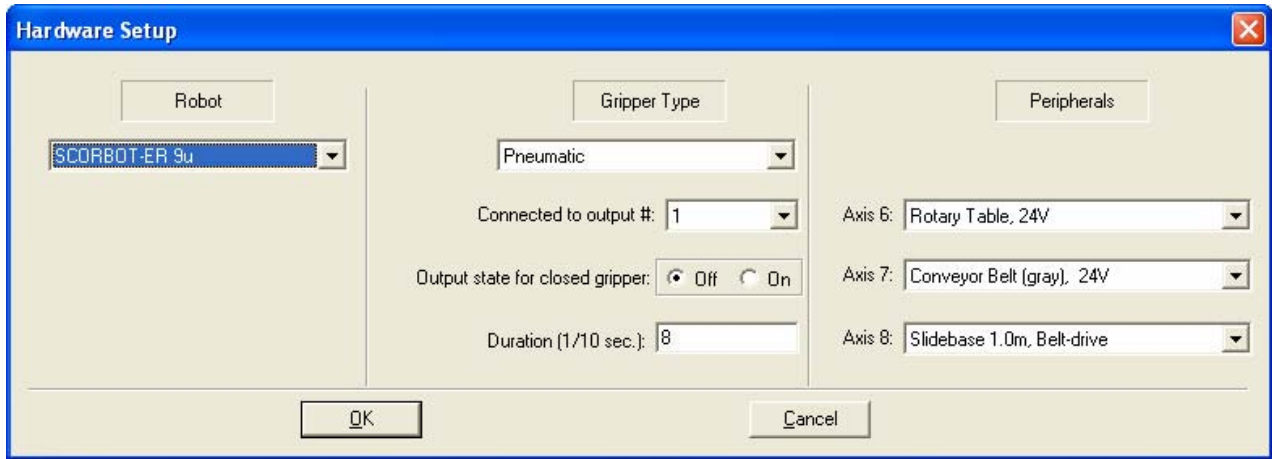 Hardware Setup
Robot
SCORBOT-ER 9u
Gripper Type
Pneumatic
Connected to output #: 1
Output state for closed gripper: Off On
Duration (1/10 sec.): 8
Peripherals
Axis 6: Rotary Table, 24V
Axis 7: Conveyor Belt (gray), 24V
Axis 8: Slidebase 1.0m, Belt-drive
OK
Cancel